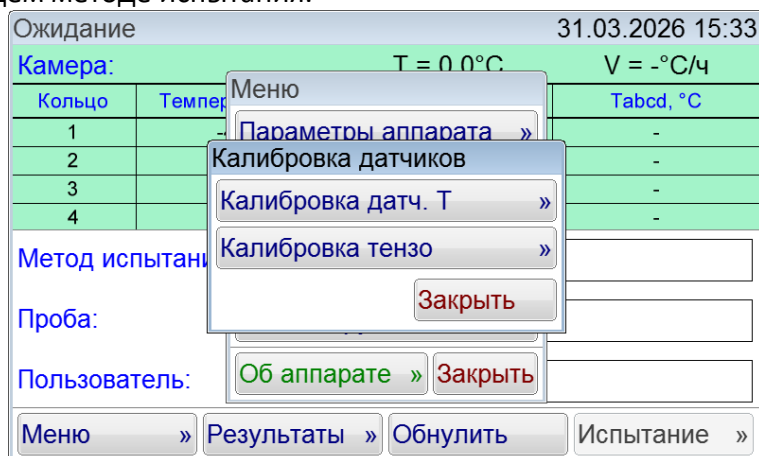 Ожидание 31.03.2026 15:33
Камера: T = 0.0°C V = -°C/ч
Меню
Кольцо Tabcd, °C
Параметры аппарата »
1 -
Калибровка датчиков
2 -
3 -
Калибровка датч. Т »
4 -
Калибровка тензо »
Метод
Закрыть
Проба:
Об аппарате » Закрыть
Пользователь:
Меню » Результаты » Обнулить Испытание »